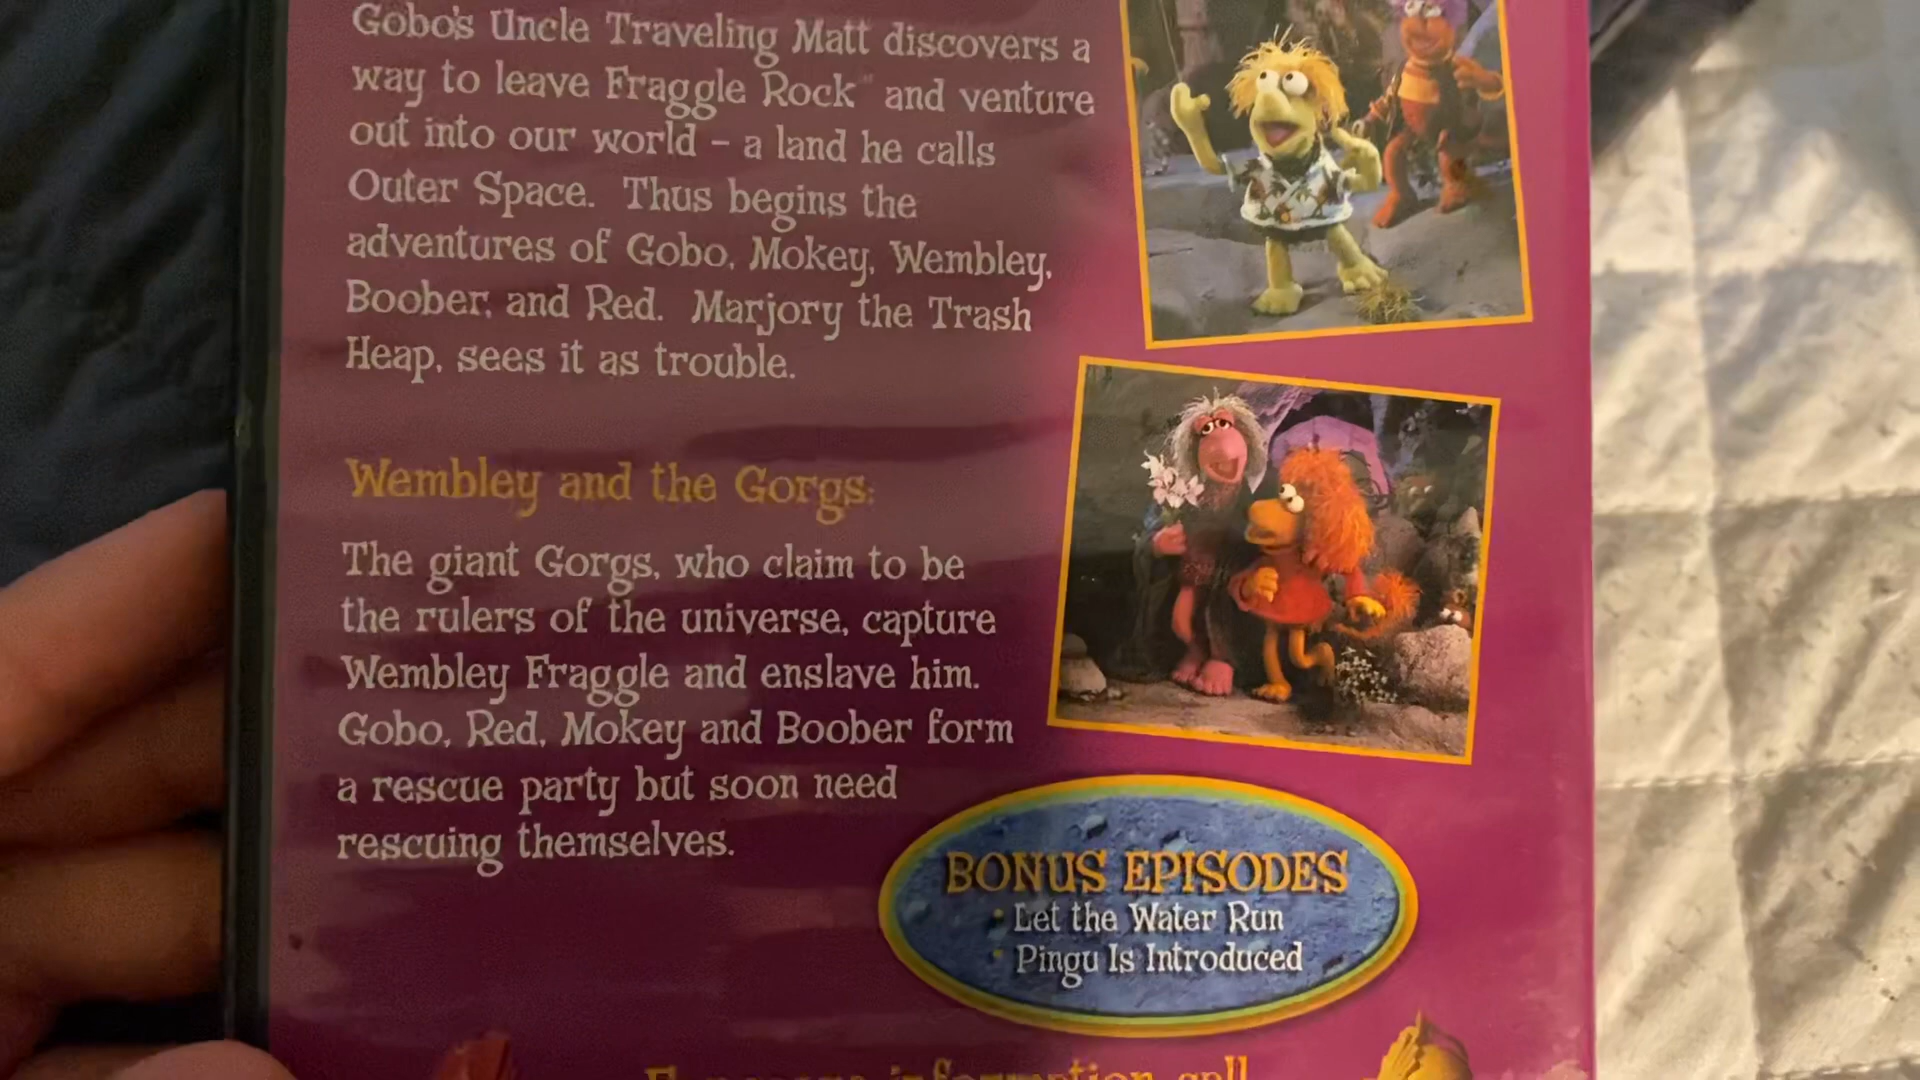 Gobo's Uncle Traveling Matt discovers a
way to leave Fraggle Rock™ and venture
out into our world – a land he calls
Outer Space. Thus begins the
adventures of Gobo, Mokey, Wembley,
Boober, and Red. Marjory the Trash
Heap, sees it as trouble.
Wembley and the Gorgs:
The giant Gorgs, who claim to be
the rulers of the universe, capture
Wembley Fraggle and enslave him.
Gobo, Red, Mokey and Boober form
a rescue party but soon need
rescuing themselves.
BONUS EPISODES
• Let the Water Run
• Pingu Is Introduced
For more information call